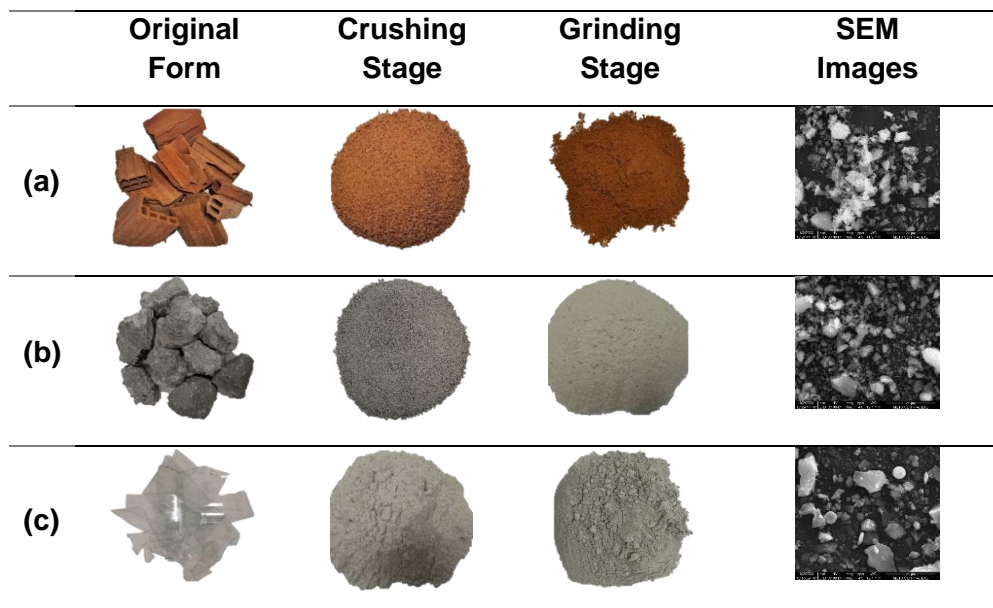 Original Form
Crushing Stage
Grinding Stage
SEM Images
(a)
(b)
(c)